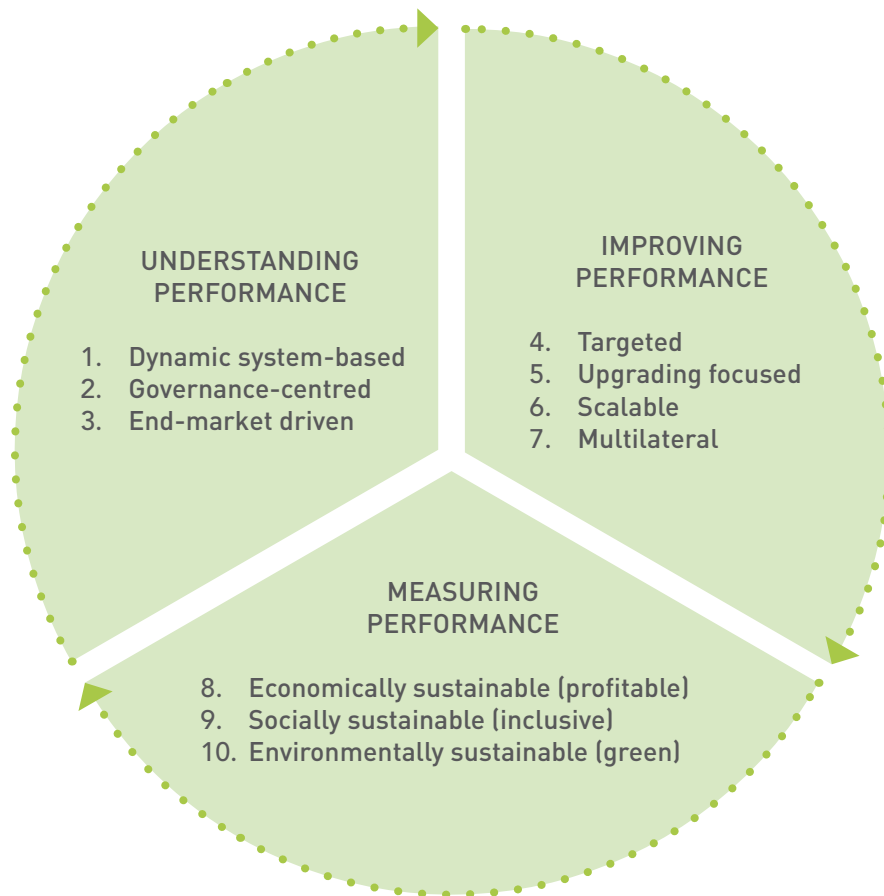 UNDERSTANDING
PERFORMANCE
1. Dynamic system-based
2. Governance-centred
3. End-market driven
IMPROVING
PERFORMANCE
4. Targeted
5. Upgrading focused
6. Scalable
7. Multilateral
MEASURING
PERFORMANCE
8. Economically sustainable (profitable)
9. Socially sustainable (inclusive)
10. Environmentally sustainable (green)